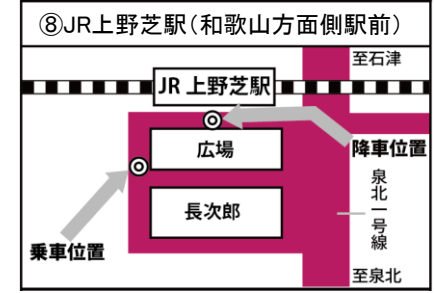 ⑧JR上野芝駅(和歌山方面側駅前)
至石津
JR 上野芝駅
広場
降車位置
長次郎
泉北一号線
乗車位置
至泉北